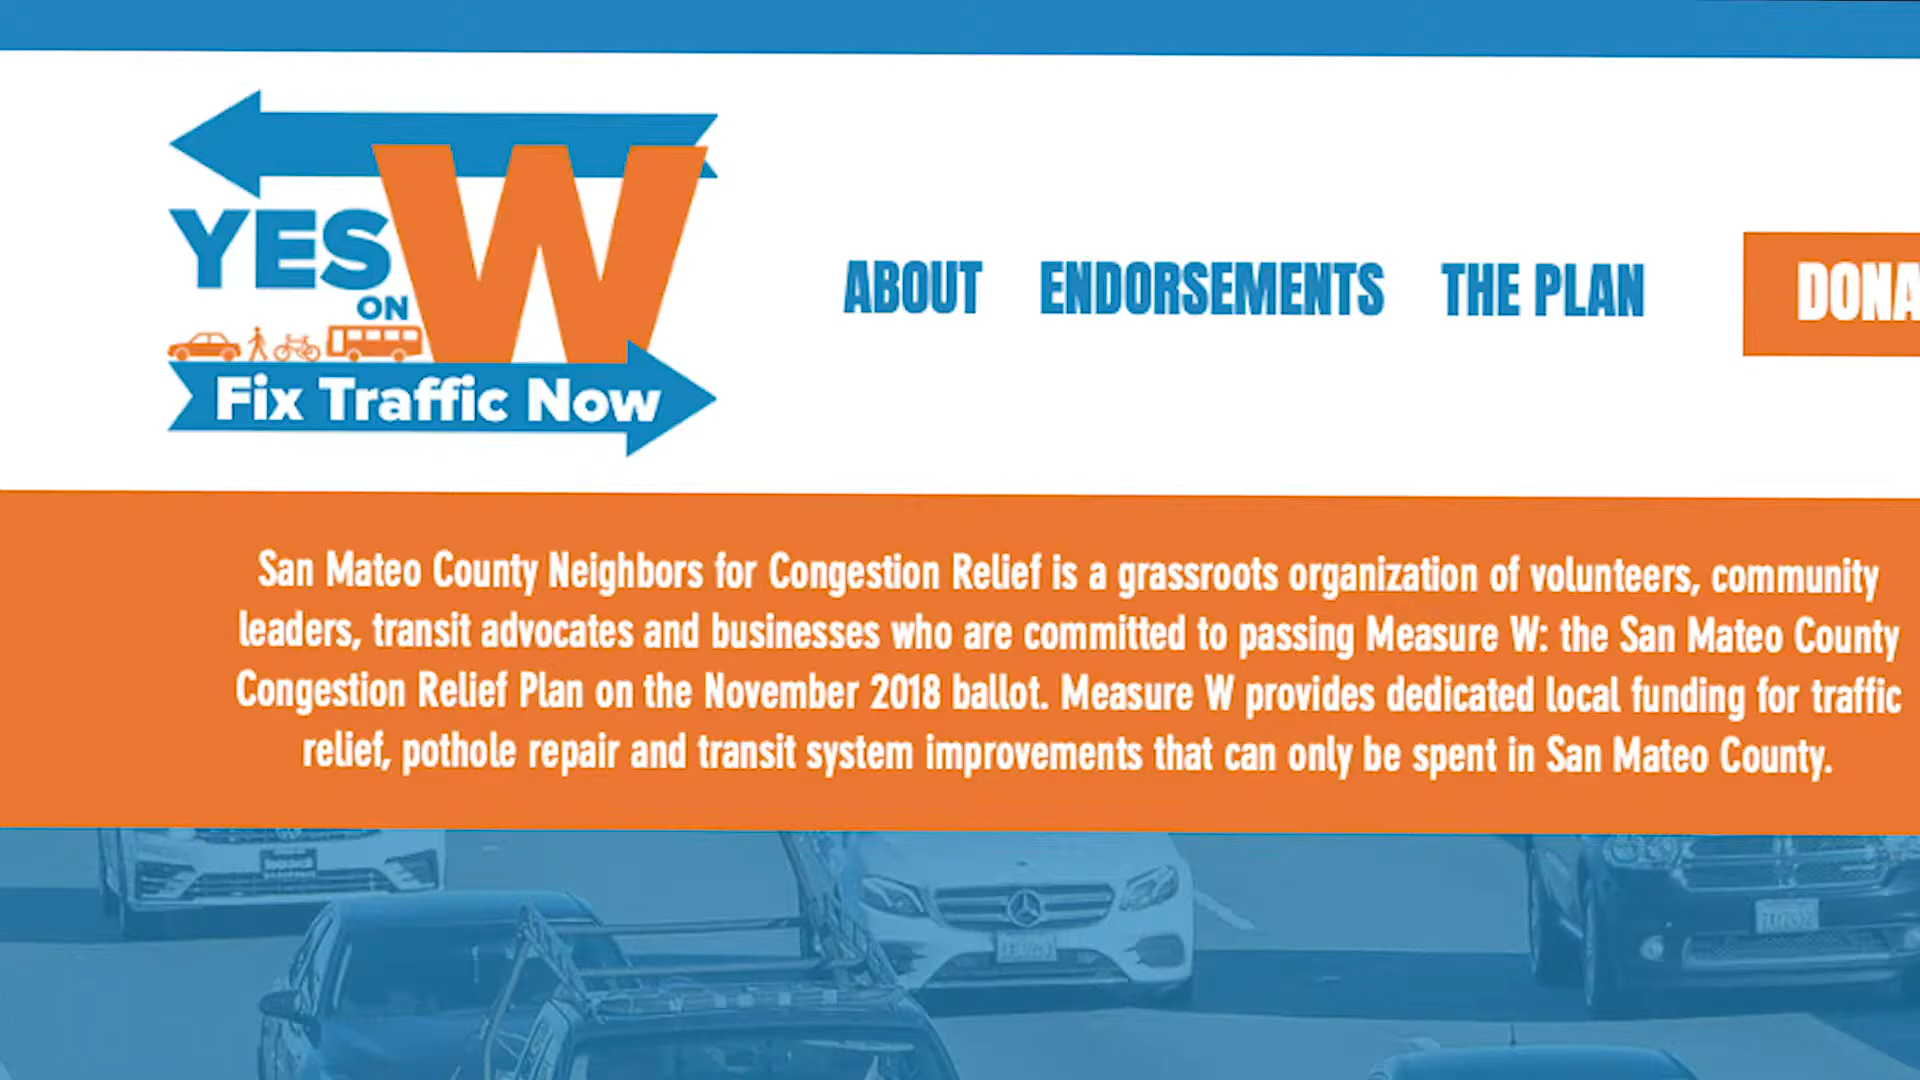 YES
ON
W
Fix Traffic Now
ABOUT ENDORSEMENTS THE PLAN DONA
San Mateo County Neighbors for Congestion Relief is a grassroots organization of volunteers, community
leaders, transit advocates and businesses who are committed to passing Measure W: the San Mateo County
Congestion Relief Plan on the November 2018 ballot. Measure W provides dedicated local funding for traffic
relief, pothole repair and transit system improvements that can only be spent in San Mateo County.